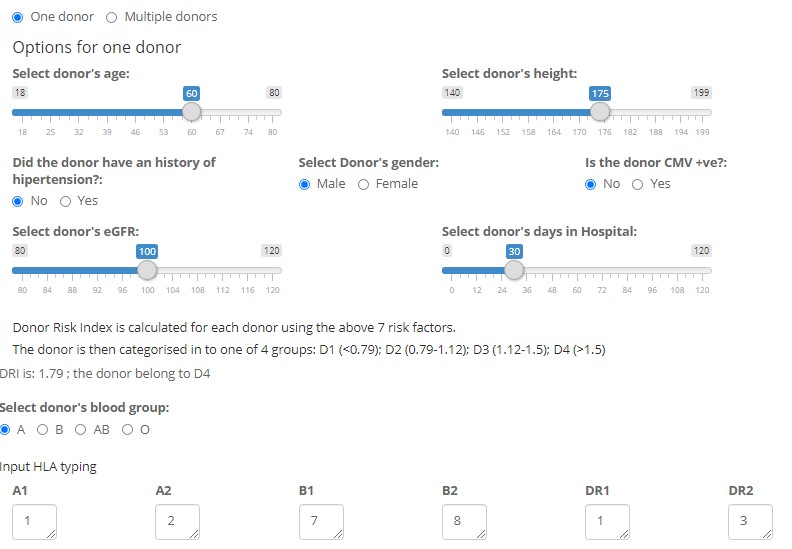 One donor Multiple donors
Options for one donor
Select donor's age: Select donor's height:
18 60 80 140 175 199
18 25 32 39 46 53 60 67 74 80 140 146 152 158 164 170 176 182 188 194 199
Did the donor have an history of Select Donor's gender: Is the donor CMV +ve?:
hipertension?: Male Female No Yes
No Yes
Select donor's eGFR: Select donor's days in Hospital:
80 100 120 0 30 120
80 84 88 92 96 100 104 108 112 116 120 0 12 24 36 48 60 72 84 96 108 120
Donor Risk Index is calculated for each donor using the above 7 risk factors.
The donor is then categorised in to one of 4 groups: D1 (<0.79); D2 (0.79-1.12); D3 (1.12-1.5); D4 (>1.5)
DRI is: 1.79 ; the donor belong to D4
Select donor's blood group:
A B AB O
Input HLA typing
A1 A2 B1 B2 DR1 DR2
1 2 7 8 1 3